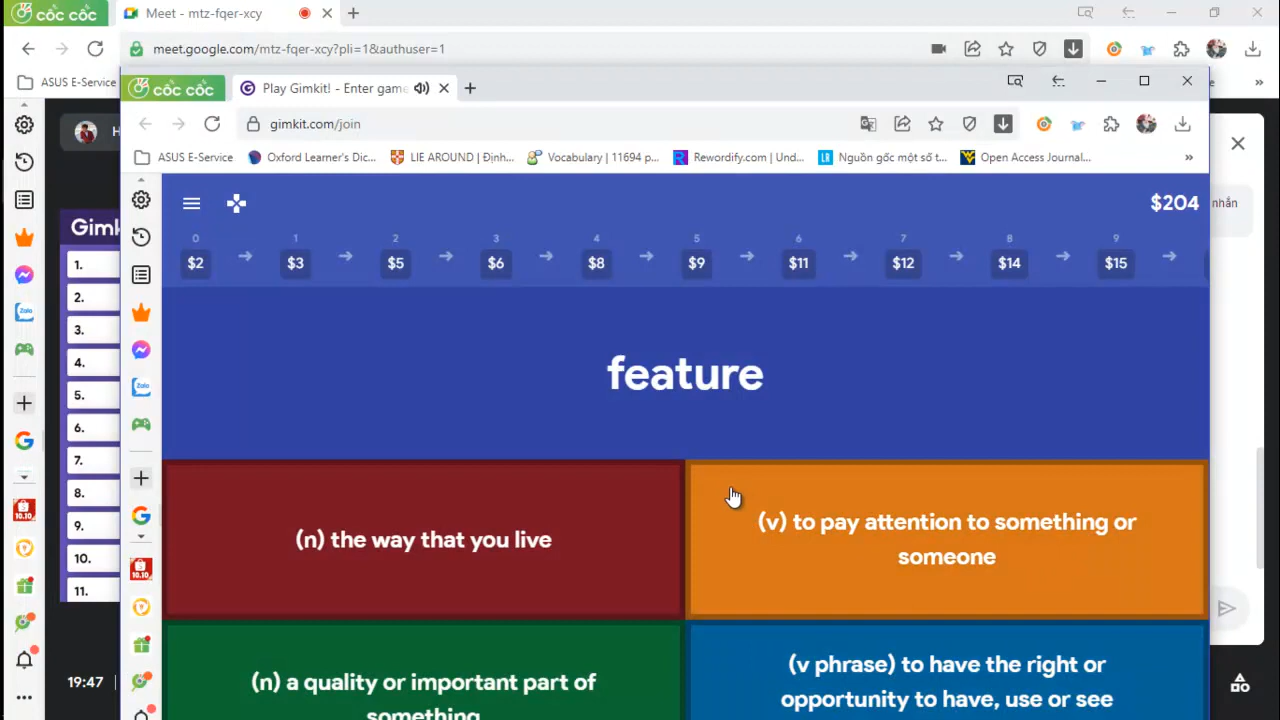 cốc cốc
Meet - mtz-fqer-xcy
meet.google.com/mtz-fqer-xcy?pli=1&authuser=1
ASUS E-Service
cốc cốc
Play Gimkit! - Enter game
gimkit.com/join
ASUS E-Service
Oxford Learner's Dic...
LIE AROUND | Định...
Vocabulary | 11694 p...
Rewordify.com | Und...
Nguồn gốc một số t...
Open Access Journal...
»
H
nhắn
$204
0 1 2 3 4 5 6 7 8 9
$2 $3 $5 $6 $8 $9 $11 $12 $14 $15
feature
(n) the way that you live
(v) to pay attention to something or
someone
(n) a quality or important part of
something
(v phrase) to have the right or
opportunity to have, use or see
Gimk
1.
2.
3.
4.
5.
6.
7.
8.
9.
10.
11.
Zalo
Zalo
10.10
10.10
19:47